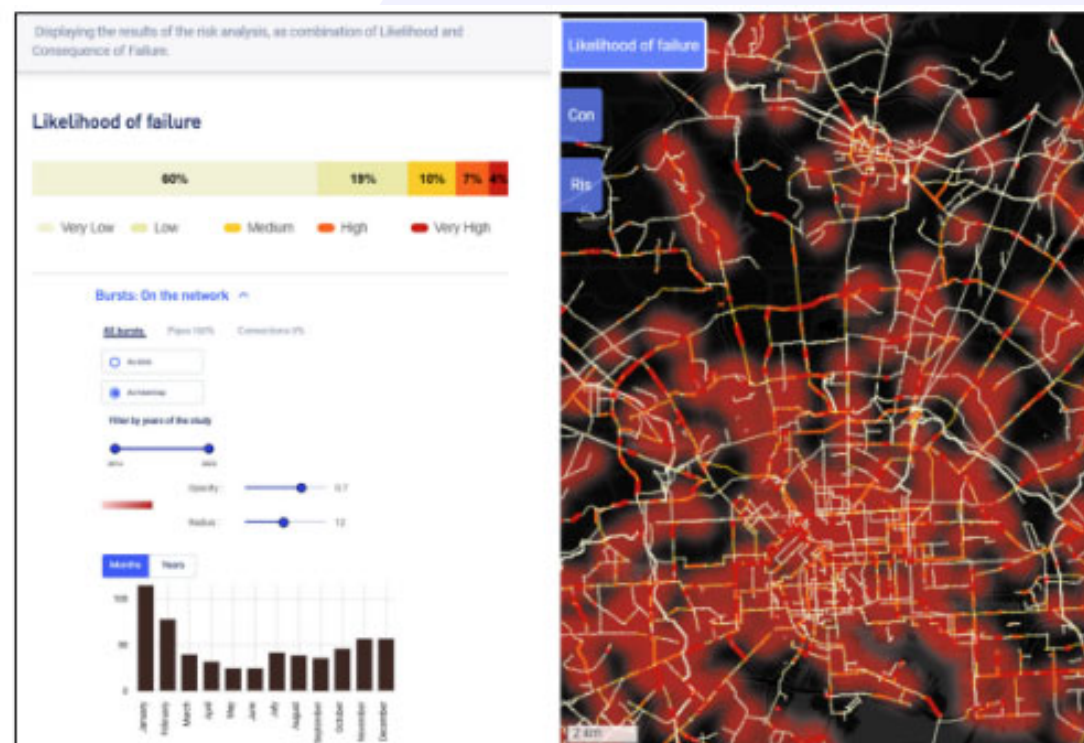 Displaying the results of the risk analysis, as combination of Likelihood and
Consequence of Failure.
Likelihood of failure
60% 19% 10% 7% 4%
Very Low Low Medium High Very High
Bursts: On the network
All bursts Pipes 100% Connections 0%
Heatmap
Filter by years of the study
Opacity : 0.7
Radius : 12
Months Years
100
50
0
January February March April May June July August September October November December
Likelihood of failure
Con
Ris
2 km